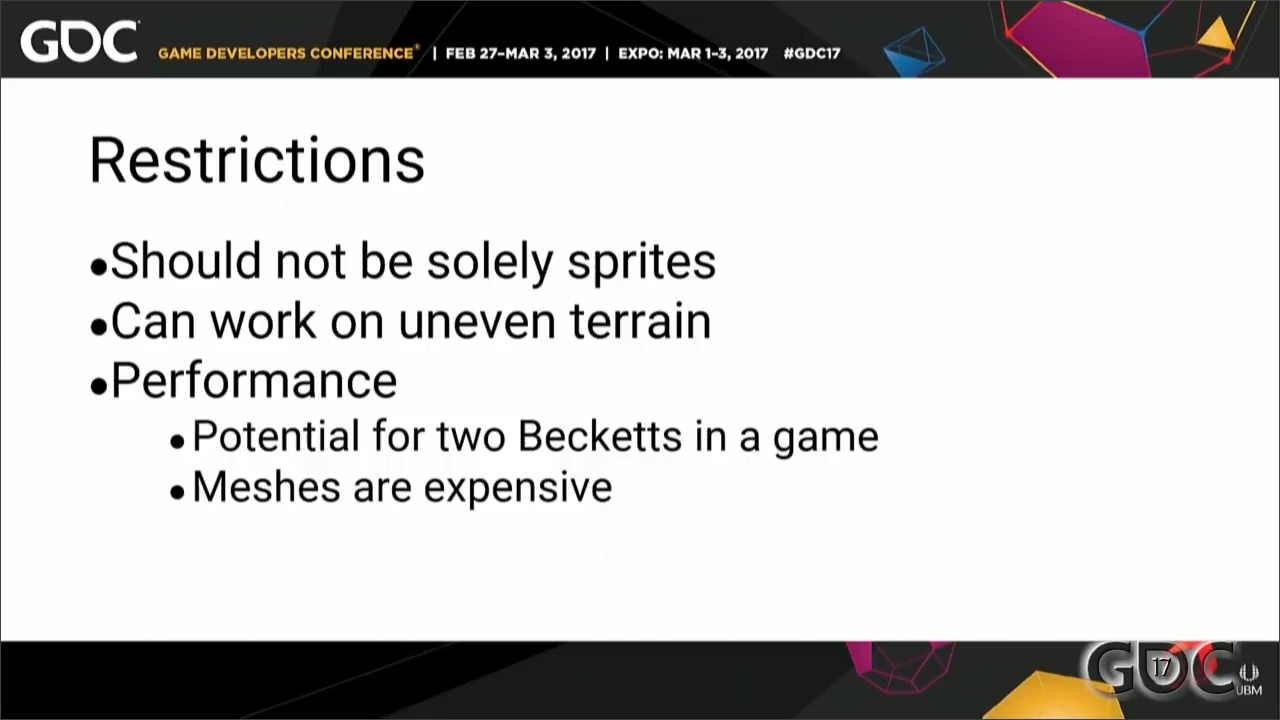 GDC GAME DEVELOPERS CONFERENCE® | FEB 27–MAR 3, 2017 | EXPO: MAR 1–3, 2017 #GDC17
Restrictions
●Should not be solely sprites
●Can work on uneven terrain
●Performance
●Potential for two Becketts in a game
●Meshes are expensive
GDC 17
UBM